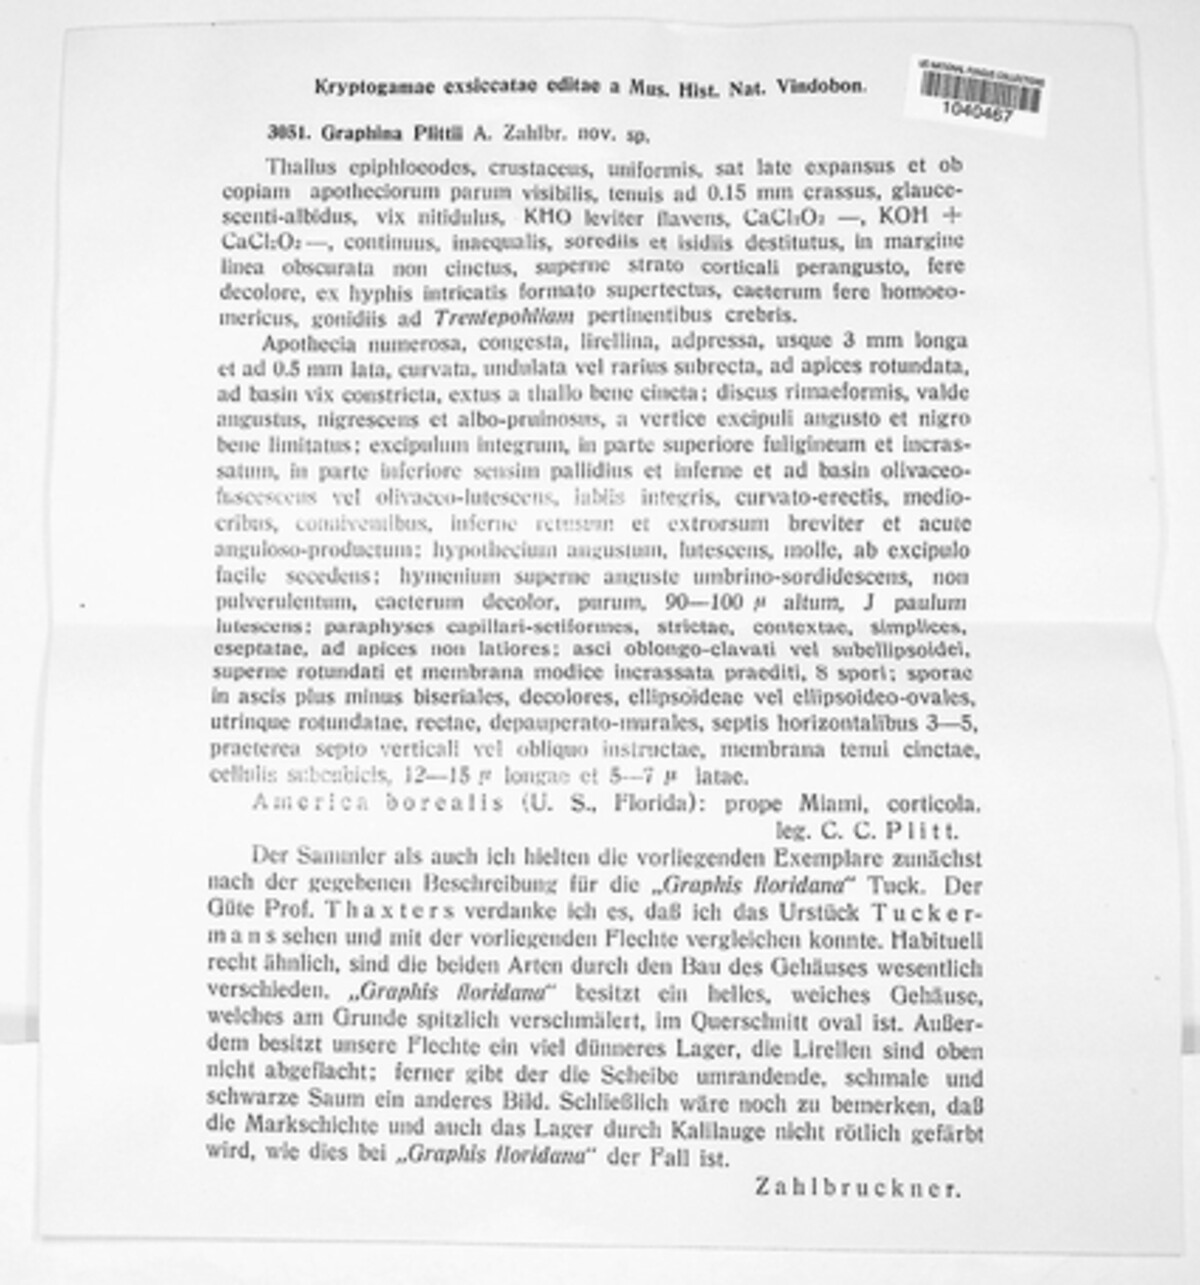 US NATIONAL FUNGUS COLLECTIONS
1040467
Kryptogamae exsiccatae editae a Mus. Hist. Nat. Vindobon.
3051. Graphina Plittii A. Zahlbr. nov. sp.
Thallus epiphloeodes, crustaceus, uniformis, sat late expansus et ob
copiam apotheciorum parum visibilis, tenuis ad 0.15 mm crassus, glauce-
scenti-albidus, vix nitidulus, KHO leviter flavens, CaCl₂O₂ —, KOH +
CaCl₂O₂ —, continuus, inaequalis, sorediis et isidiis destitutus, in margine
linea obscurata non cinctus, superne strato corticali perangusto, fere
decolore, ex hyphis intricatis formato supertectus, caeterum fere homoeo-
mericus, gonidiis ad Trentepohliam pertinentibus crebris.
Apothecia numerosa, congesta, lirellina, adpressa, usque 3 mm longa
et ad 0.5 mm lata, curvata, undulata vel rarius subrecta, ad apices rotundata,
ad basin vix constricta, extus a thallo bene cincta; discus rimaeformis, valde
angustus, nigrescens et albo-pruinosus, a vertice excipuli angusto et nigro
bene limitatus; excipulum integrum, in parte superiore fuligineum et incras-
satum, in parte inferiore sensim pallidius et inferne et ad basin olivaceo-
fuscescens vel olivaceo-lutescens, labiis integris, curvato-erectis, medio-
cribus, conniventibus, inferne retusum et extrorsum breviter et acute
anguloso-productum; hypothecium angustum, lutescens, molle, ab excipulo
facile secedens; hymenium superne anguste umbrino-sordidescens, non
pulverulentum, caeterum decolor, purum, 90—100 µ altum, J paulum
lutescens; paraphyses capillari-setiformes, strictae, contextae, simplices,
eseptatae, ad apices non latiores; asci oblongo-clavati vel subellipsoidei,
superne rotundati et membrana modice incrassata praediti, 8 spori; sporae
in ascis plus minus biseriales, decolores, ellipsoideae vel ellipsoideo-ovales,
utrinque rotundatae, rectae, depauperato-murales, septis horizontalibus 3—5,
praeterea septo verticali vel obliquo instructae, membrana tenui cinctae,
cellulis subcubicis, 12—15 µ longae et 5—7 µ latae.
America borealis (U. S., Florida): prope Miami, corticola.
leg. C. C. Plitt.
Der Sammler als auch ich hielten die vorliegenden Exemplare zunächst
nach der gegebenen Beschreibung für die „Graphis floridana“ Tuck. Der
Güte Prof. Thaxters verdanke ich es, daß ich das Urstück Tucker-
mans sehen und mit der vorliegenden Flechte vergleichen konnte. Habituell
recht ähnlich, sind die beiden Arten durch den Bau des Gehäuses wesentlich
verschieden. „Graphis floridana“ besitzt ein helles, weiches Gehäuse,
welches am Grunde spitzlich verschmälert, im Querschnitt oval ist. Außer-
dem besitzt unsere Flechte ein viel dünneres Lager, die Lirellen sind oben
nicht abgeflacht; ferner gibt der die Scheibe umrandende, schmale und
schwarze Saum ein anderes Bild. Schließlich wäre noch zu bemerken, daß
die Markschichte und auch das Lager durch Kalilauge nicht rötlich gefärbt
wird, wie dies bei „Graphis floridana“ der Fall ist.
Zahlbruckner.